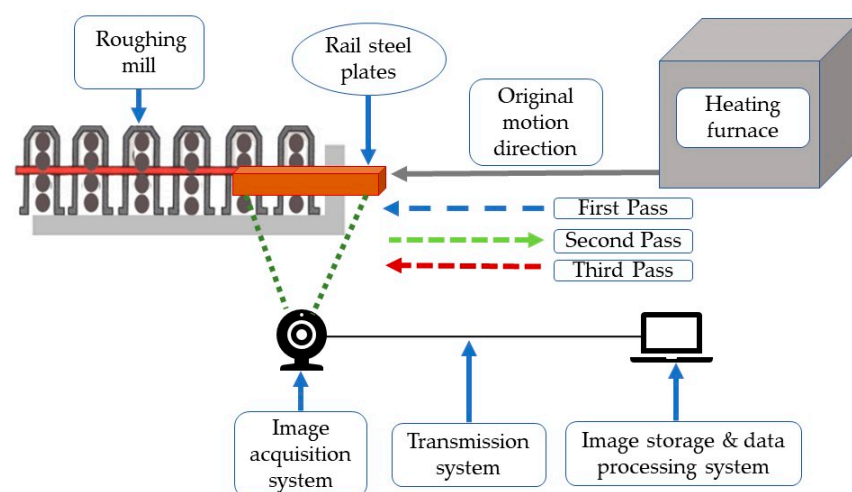 Roughing
mill
Rail steel
plates
Original
motion
direction
Heating
furnace
First Pass
Second Pass
Third Pass
Image
acquisition
system
Transmission
system
Image storage & data
processing system